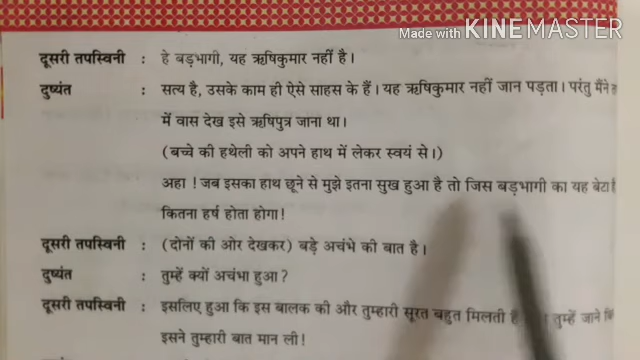 Made with KINEMASTER
दूसरी तपस्विनी : हे बड़भागी, यह ऋषिकुमार नहीं है।
दुष्यंत : सत्य है, उसके काम ही ऐसे साहस के हैं। यह ऋषिकुमार नहीं जान पड़ता। परंतु मैंने
में वास देख इसे ऋषिपुत्र जाना था।
(बच्चे की हथेली को अपने हाथ में लेकर स्वयं से।)
अहा ! जब इसका हाथ छूने से मुझे इतना सुख हुआ है तो जिस बड़भागी का यह बेटा
कितना हर्ष होता होगा!
दूसरी तपस्विनी : (दोनों की ओर देखकर) बड़े अचंभे की बात है।
दुष्यंत : तुम्हें क्यों अचंभा हुआ ?
दूसरी तपस्विनी : इसलिए हुआ कि इस बालक की और तुम्हारी सूरत बहुत मिलती है तुम्हें जाने
इसने तुम्हारी बात मान ली!